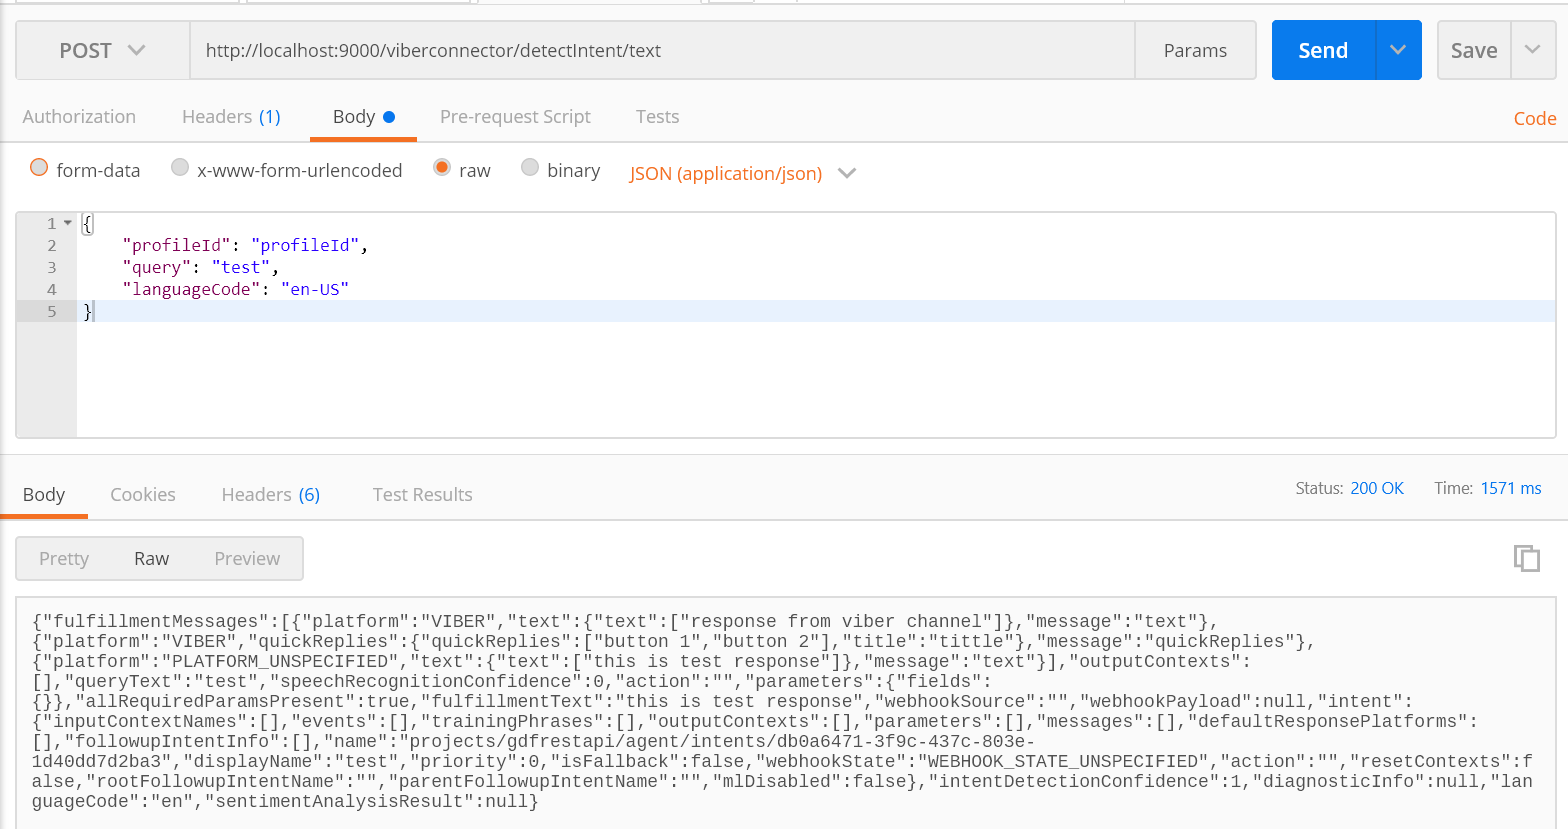 POST http://localhost:9000/viberconnector/detectIntent/text Params Send Save
Authorization Headers (1) Body Pre-request Script Tests Code
form-data x-www-form-urlencoded raw binary JSON (application/json)
1 {
2 "profileId": "profileId",
3 "query": "test",
4 "languageCode": "en-US"
5 }
Body Cookies Headers (6) Test Results Status: 200 OK Time: 1571 ms
Pretty Raw Preview
{"fulfillmentMessages":[{"platform":"VIBER","text":{"text":["response from viber channel"]},"message":"text"},
{"platform":"VIBER","quickReplies":{"quickReplies":["button 1","button 2"],"title":"tittle"},"message":"quickReplies"},
{"platform":"PLATFORM_UNSPECIFIED","text":{"text":["this is test response"]},"message":"text"}],"outputContexts":
[],"queryText":"test","speechRecognitionConfidence":0,"action":"","parameters":{"fields":
{}},"allRequiredParamsPresent":true,"fulfillmentText":"this is test response","webhookSource":"","webhookPayload":null,"intent":
{"inputContextNames":[],"events":[],"trainingPhrases":[],"outputContexts":[],"parameters":[],"messages":[],"defaultResponsePlatforms":
[],"followupIntentInfo":[],"name":"projects/gdfrestapi/agent/intents/db0a6471-3f9c-437c-803e-
1d40dd7d2ba3","displayName":"test","priority":0,"isFallback":false,"webhookState":"WEBHOOK_STATE_UNSPECIFIED","action":"","resetContexts":f
alse,"rootFollowupIntentName":"","parentFollowupIntentName":"","mlDisabled":false},"intentDetectionConfidence":1,"diagnosticInfo":null,"lan
guageCode":"en","sentimentAnalysisResult":null}